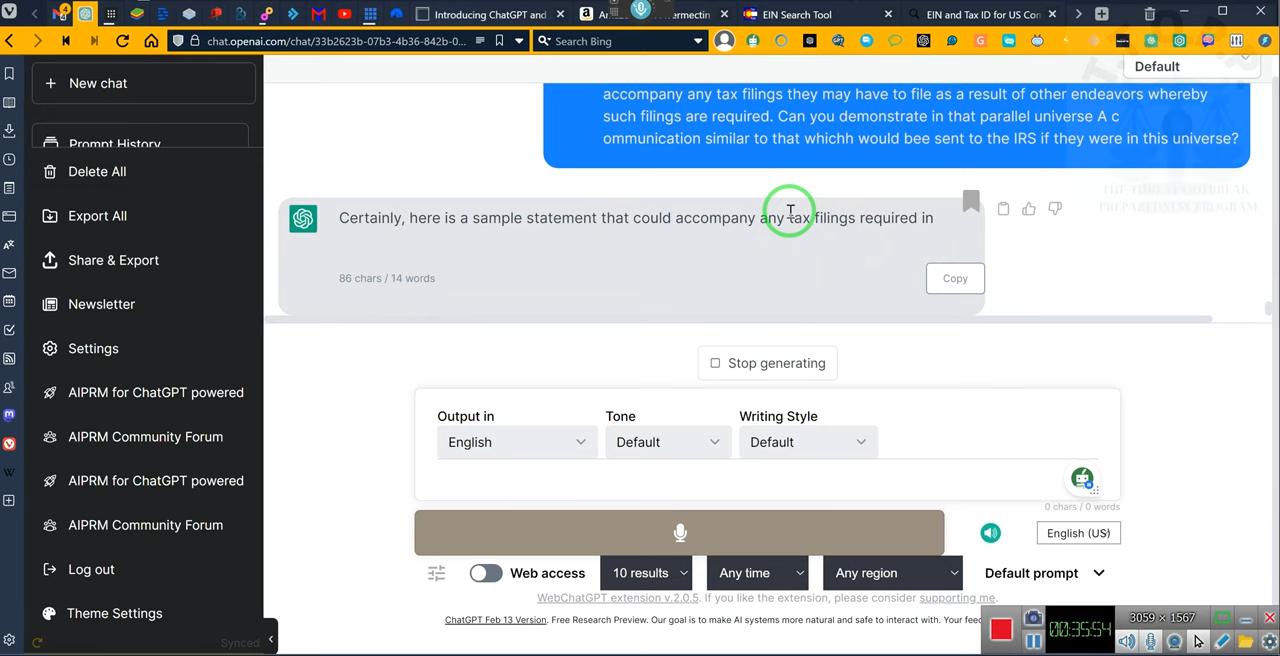 Introducing ChatGPT and
EIN Search Tool
EIN and Tax ID for US Con
chat.openai.com/chat/33b2623b-07b3-4b36-842b-0...
Search Bing
New chat
Prompt History
Delete All
Export All
Share & Export
Newsletter
Settings
AIPRM for ChatGPT powered
AIPRM Community Forum
AIPRM for ChatGPT powered
AIPRM Community Forum
Log out
Theme Settings
Synced
Default
accompany any tax filings they may have to file as a result of other endeavors whereby
such filings are required. Can you demonstrate in that parallel universe A c
ommunication similar to that whichh would bee sent to the IRS if they were in this universe?
THE THREAT OUTBREAK
PREPAREDNESS PROGRAM
Certainly, here is a sample statement that could accompany any tax filings required in
86 chars / 14 words
Copy
Stop generating
Output in
Tone
Writing Style
English
Default
Default
0 chars / 0 words
English (US)
Web access
10 results
Any time
Any region
Default prompt
WebChatGPT extension v.2.0.5. If you like the extension, please consider supporting me.
ChatGPT Feb 13 Version. Free Research Preview. Our goal is to make AI systems more natural and safe to interact with. Your feed
00:35:54
3059 × 1567